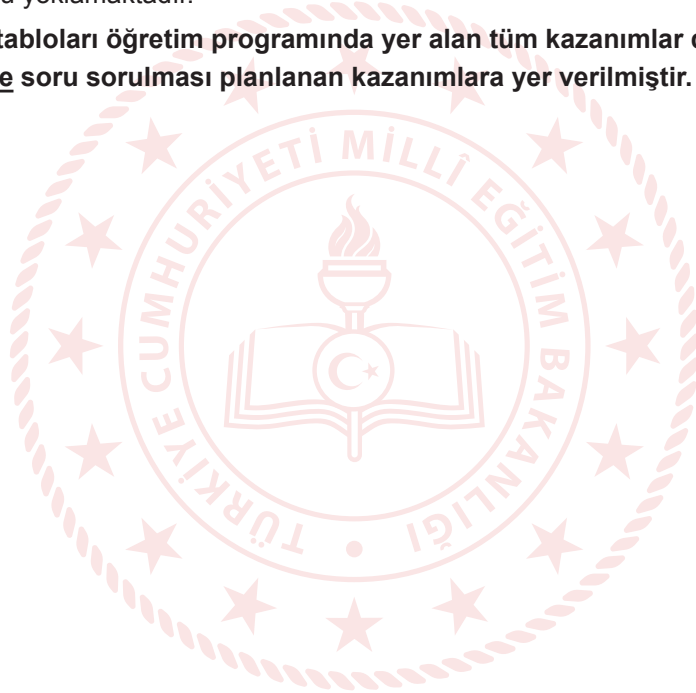 yoklamaktadır.
tabloları öğretim programında yer alan tüm kazanımlar
soru sorulması planlanan kazanımlara yer verilmiştir.
TÜRKİYE CUMHURİYETİ MİLLÎ EĞİTİM BAKANLIĞI